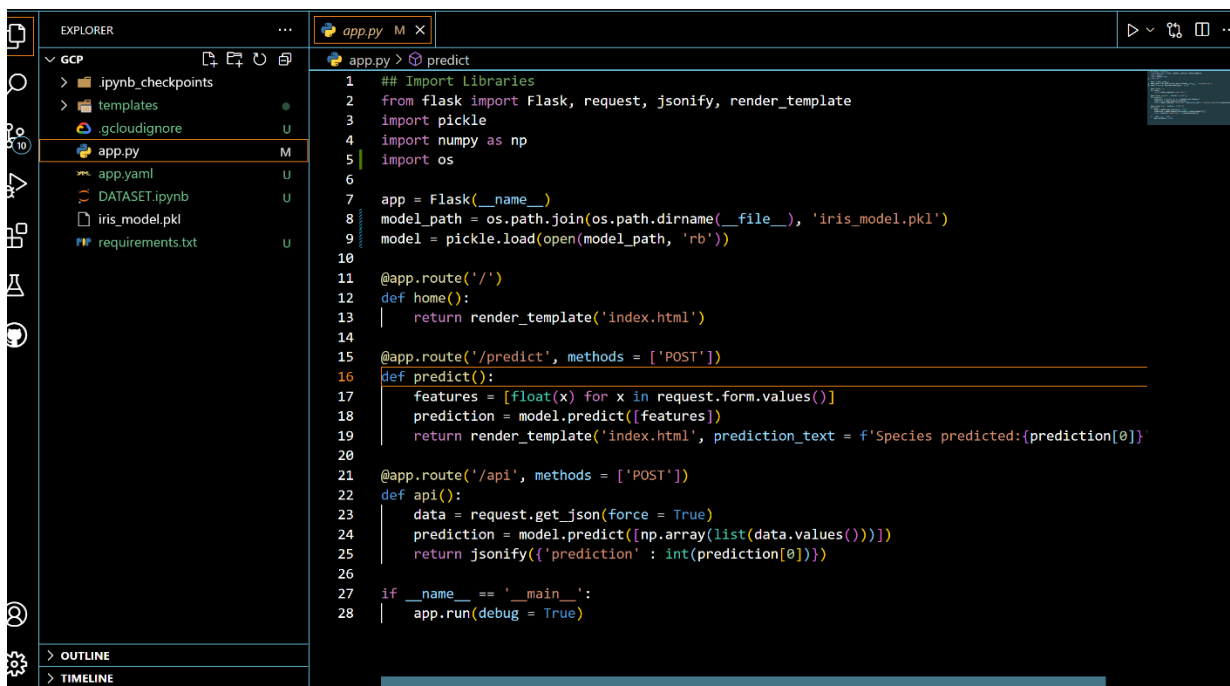 EXPLORER ···
GCP
.ipynb_checkpoints
templates
.gcloudignore U
app.py M
app.yaml U
DATASET.ipynb U
iris_model.pkl
requirements.txt U
10
OUTLINE
TIMELINE
app.py M
app.py > predict
1 ## Import Libraries
2 from flask import Flask, request, jsonify, render_template
3 import pickle
4 import numpy as np
5 import os
6
7 app = Flask(__name__)
8 model_path = os.path.join(os.path.dirname(__file__), 'iris_model.pkl')
9 model = pickle.load(open(model_path, 'rb'))
10
11 @app.route('/')
12 def home():
13     return render_template('index.html')
14
15 @app.route('/predict', methods = ['POST'])
16 def predict():
17     features = [float(x) for x in request.form.values()]
18     prediction = model.predict([features])
19     return render_template('index.html', prediction_text = f'Species predicted:{prediction[0]}'
20
21 @app.route('/api', methods = ['POST'])
22 def api():
23     data = request.get_json(force = True)
24     prediction = model.predict([np.array(list(data.values()))])
25     return jsonify({'prediction' : int(prediction[0])})
26
27 if __name__ == '__main__':
28     app.run(debug = True)